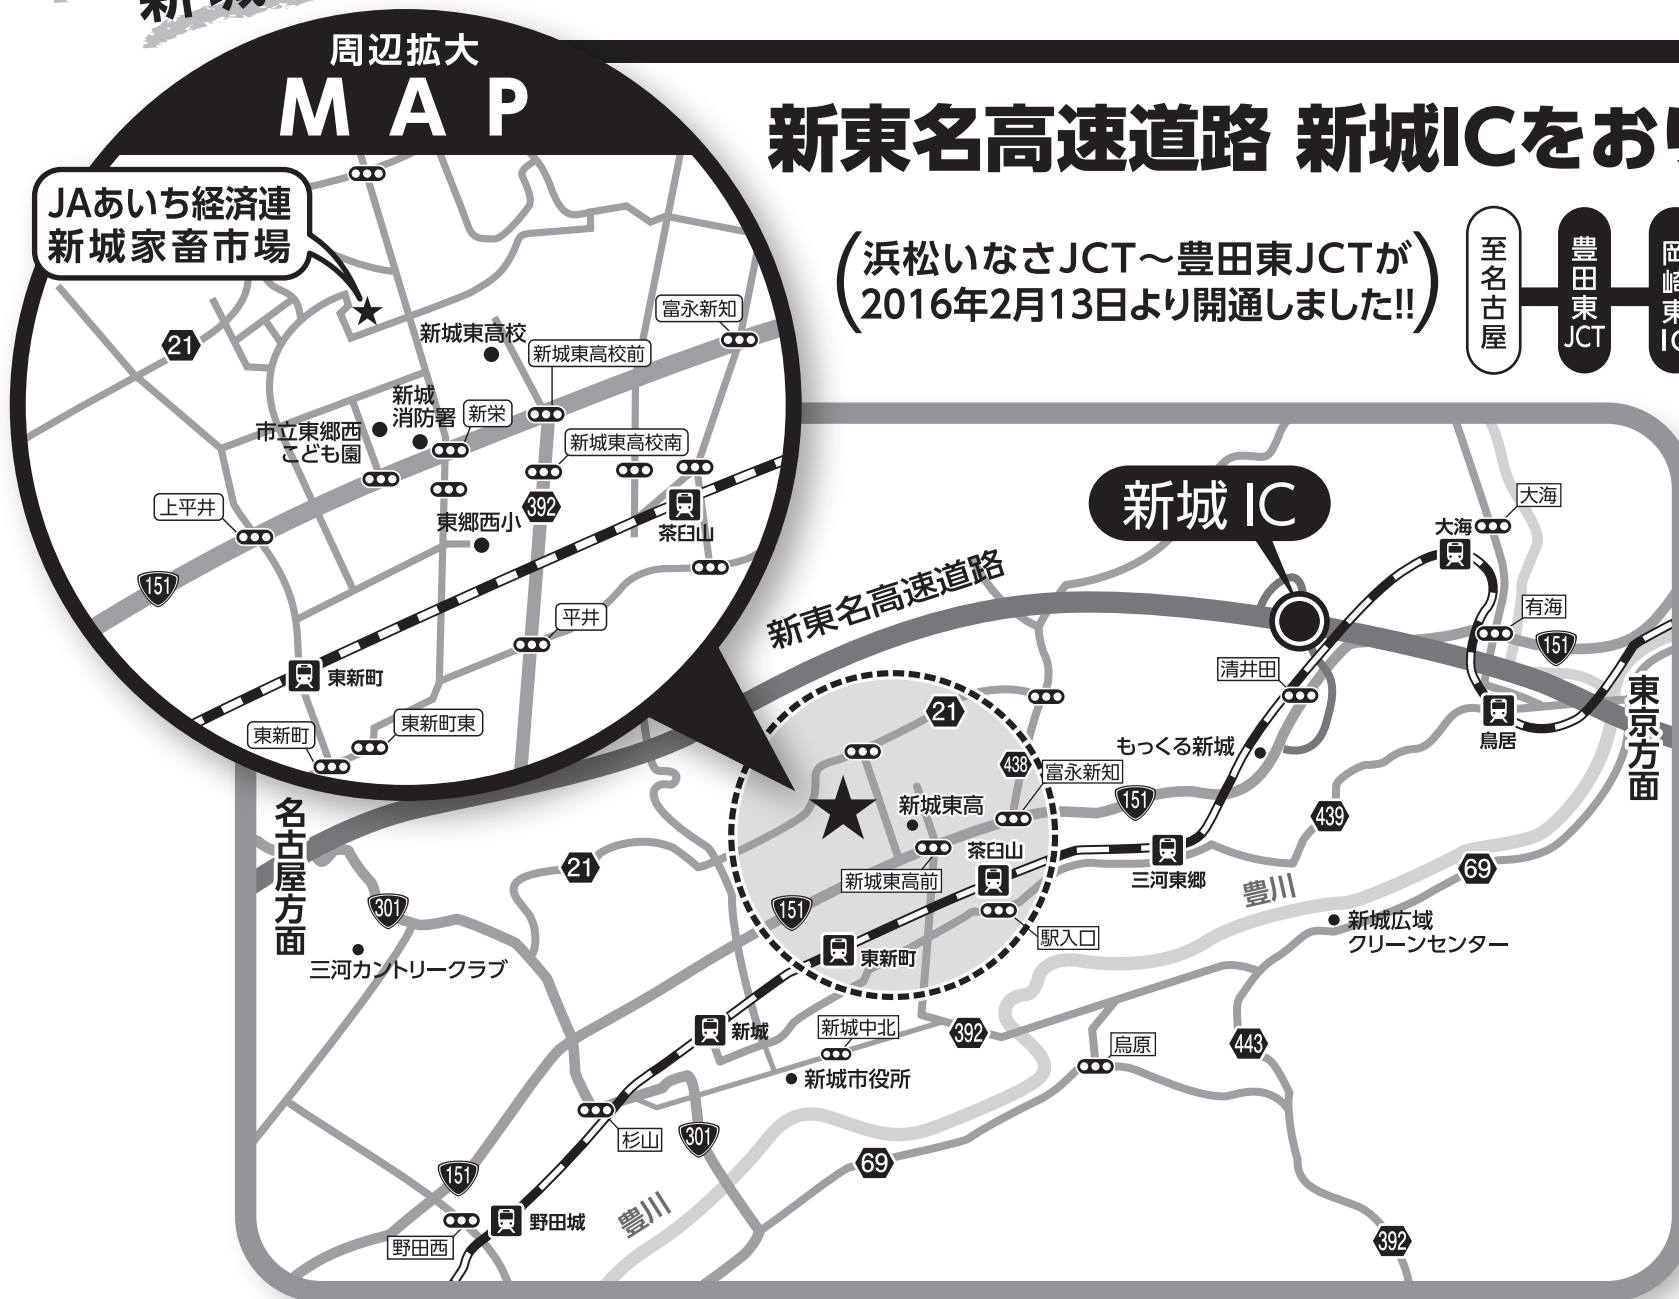 新城
周辺拡大
MAP
JAあいち経済連
新城家畜市場
新東名高速道路 新城ICをおり
浜松いなさJCT〜豊田東JCTが
2016年2月13日より開通しました!!
至名古屋
豊田東JCT
岡崎東IC
21
新城東高校
富永新知
新城東高校前
新城
消防署
新栄
市立東郷西
こども園
新城東高校南
上平井
392
東郷西小
茶臼山
151
平井
東新町
東新町東
東新町
新城 IC
大海
大海
新東名高速道路
有海
151
清井田
東京方面
鳥居
もっくる新城
21
438
富永新知
151
439
新城東高
茶臼山
新城東高前
三河東郷
69
名古屋方面
21
301
151
豊川
新城広域
クリーンセンター
駅入口
東新町
三河カントリークラブ
新城
新城中北
392
鳥原
443
新城市役所
杉山
301
69
151
野田城
豊川
野田西
392